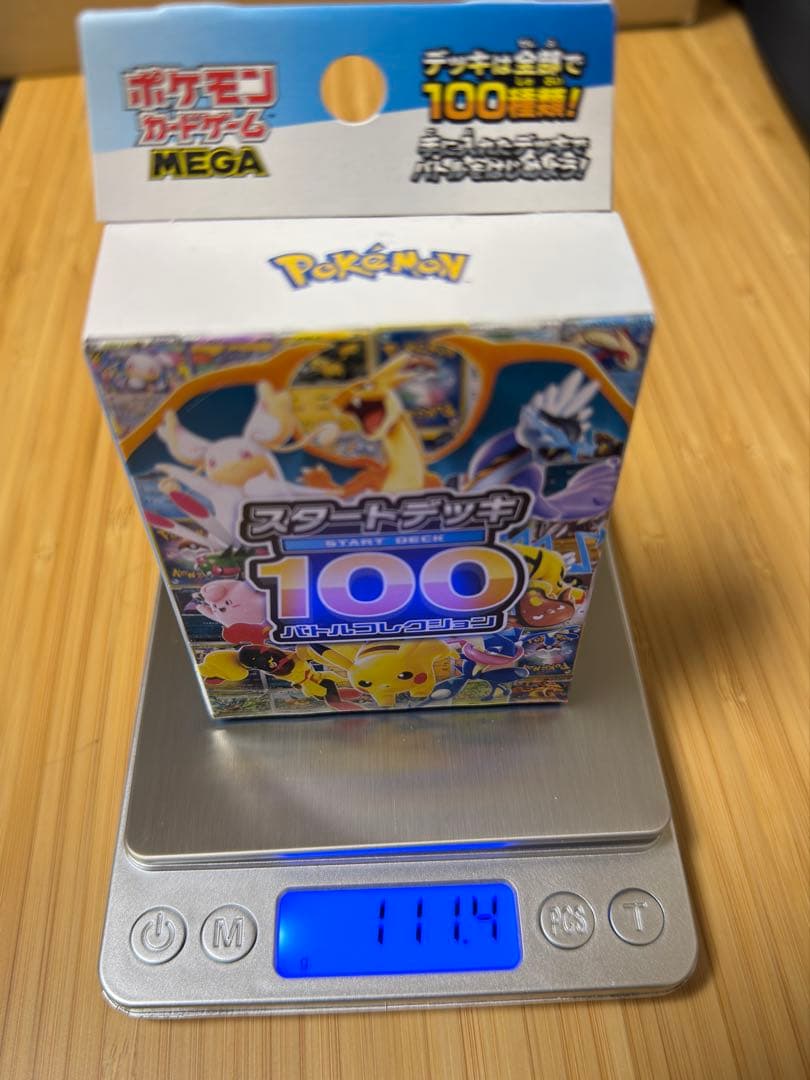 ポケモン
カードゲーム
MEGA
デッキは全部で
100種類!
Pokémon
スタートデッキ
START DECK
100
バトルコレクション
M
111.4
g
PCS
T